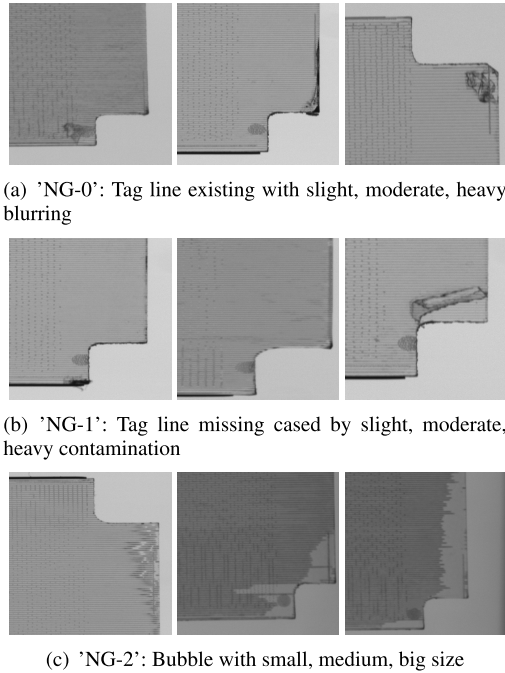 (a) 'NG-0': Tag line existing with slight, moderate, heavy
blurring
(b) 'NG-1': Tag line missing cased by slight, moderate,
heavy contamination
(c) 'NG-2': Bubble with small, medium, big size